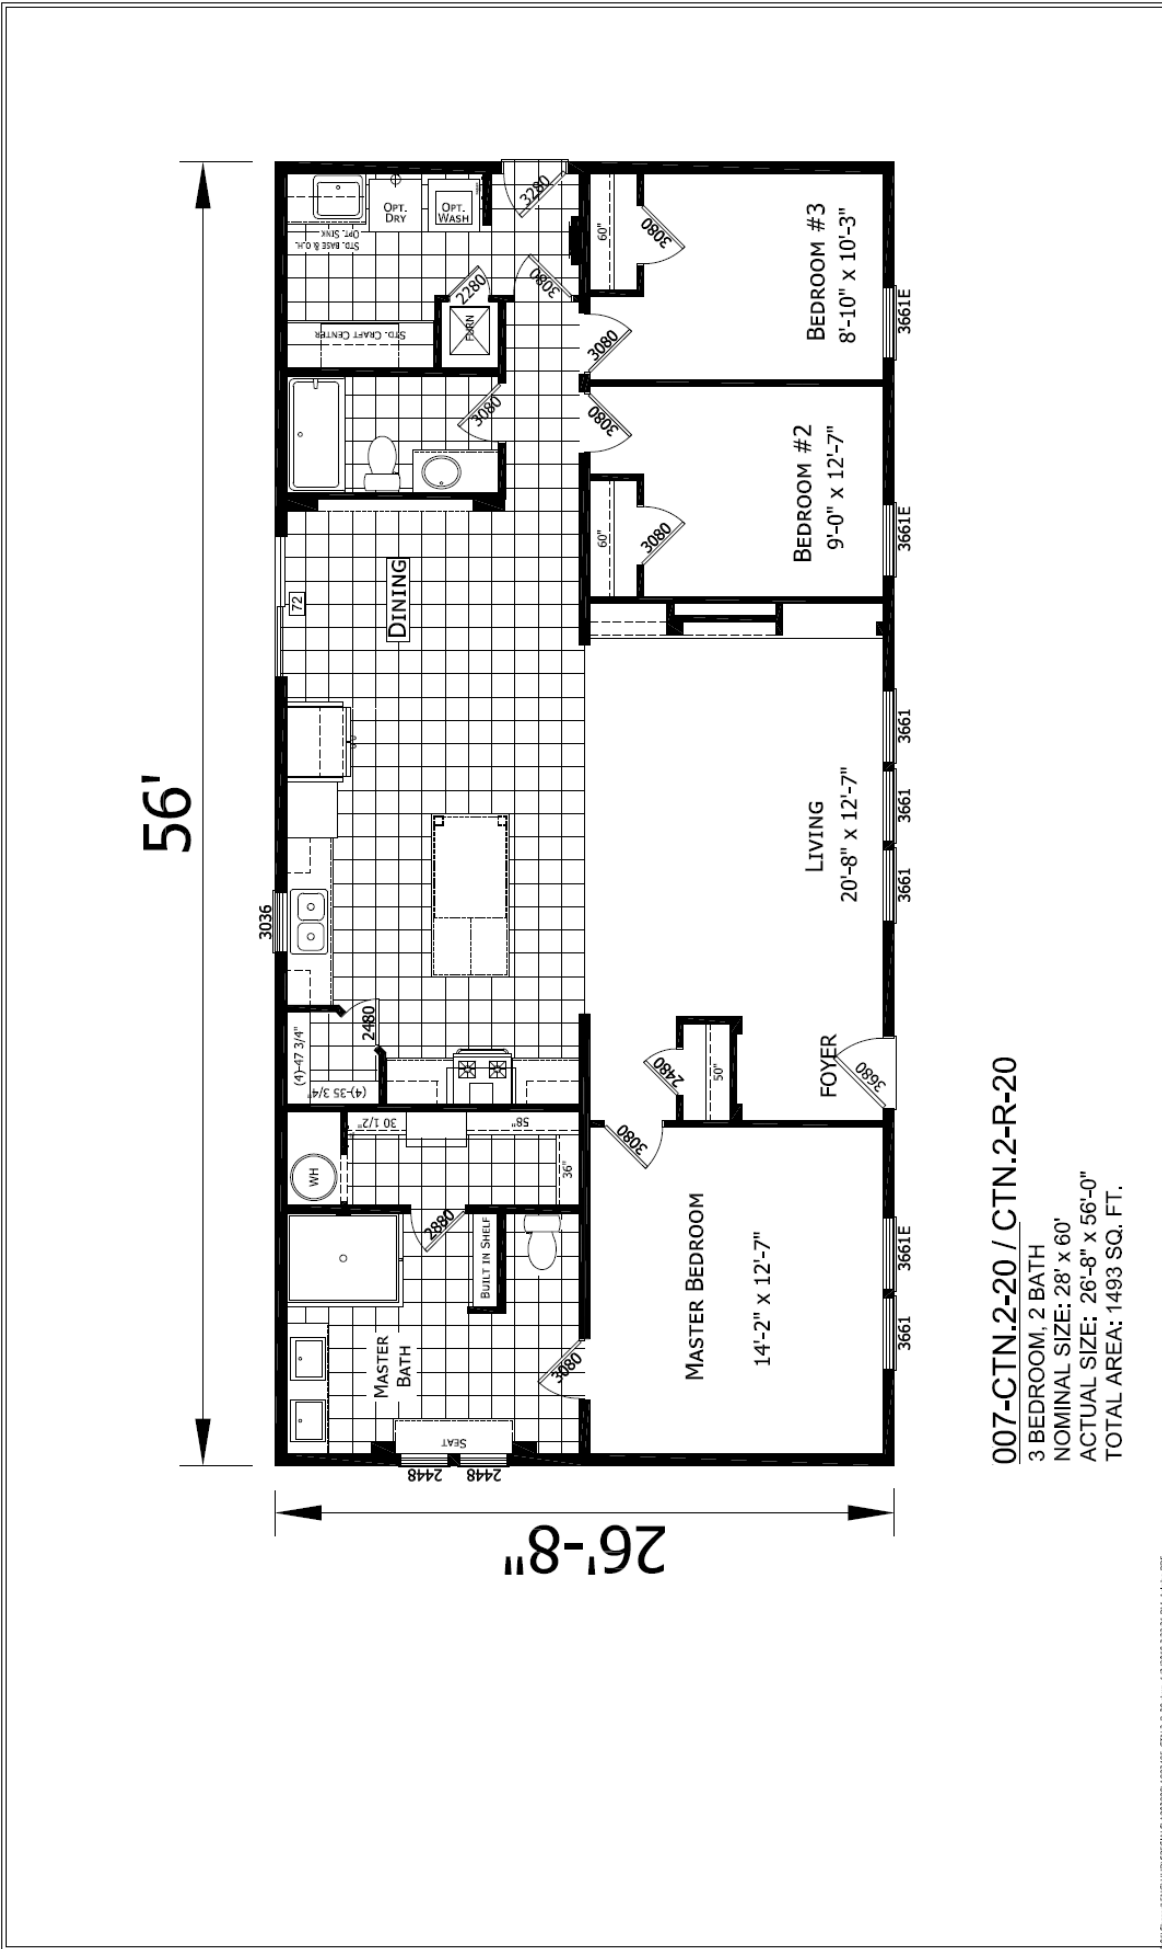 56'
26'-8"
3036
72
WH
(4)-47 3/4"
(4)-35 3/4"
2480
30 1/2"
58"
36"
2880
BUILT IN SHELF
MASTER
BATH
SEAT
2448
2448
3080
DINING
3080
STD. CRAFT CENTER
FURN
2280
STD. BASE & O.H.
OPT. SINK
OPT.
DRY
OPT.
WASH
3280
3080
MASTER BEDROOM
14'-2" x 12'-7"
3080
2480
50"
FOYER
3680
LIVING
20'-8" x 12'-7"
60"
3080
3080
BEDROOM #2
9'-0" x 12'-7"
3080
60"
3080
BEDROOM #3
8'-10" x 10'-3"
3661
3661E
3661
3661
3661
3661E
3661E
007-CTN.2-20 / CTN.2-R-20
3 BEDROOM, 2 BATH
NOMINAL SIZE: 28' x 60'
ACTUAL SIZE: 26'-8" x 56'-0"
TOTAL AREA: 1493 SQ. FT.